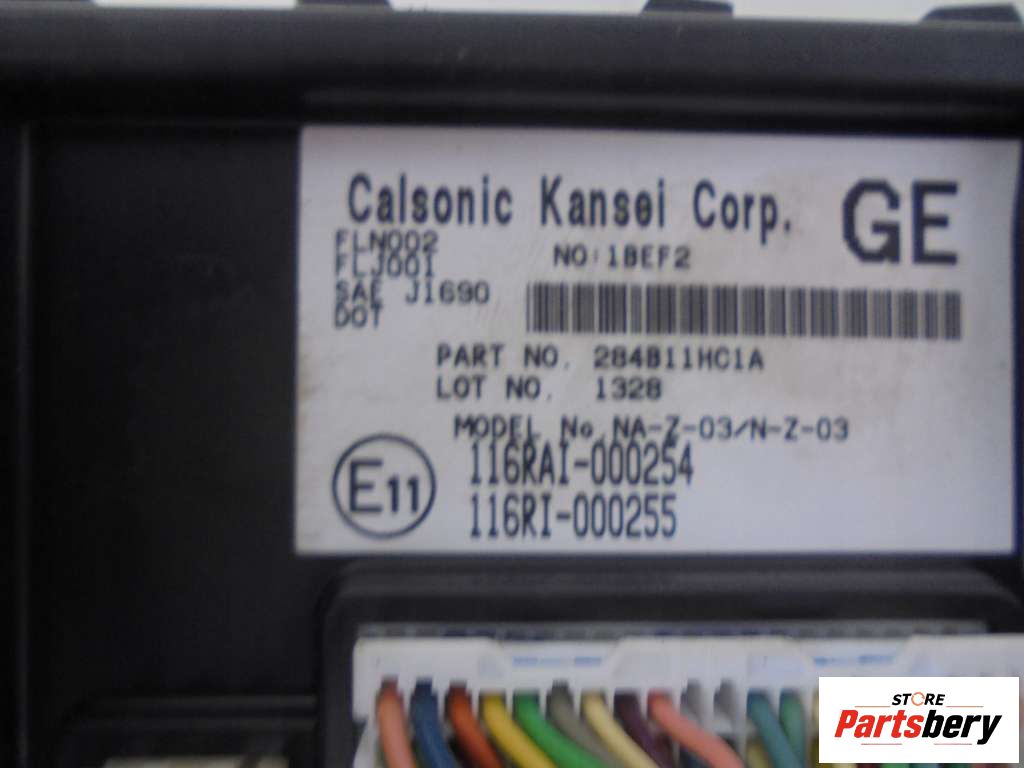 Calsonic Kansei Corp.
GE
FLN002
FLJ001
NO:1BEF2
SAE J1690
DOT
PART NO. 284B11HC1A
LOT NO. 1328
MODEL No.NA-Z-03/N-Z-03
E11
116RAI-000254
116RI-000255
STORE
Partsbery